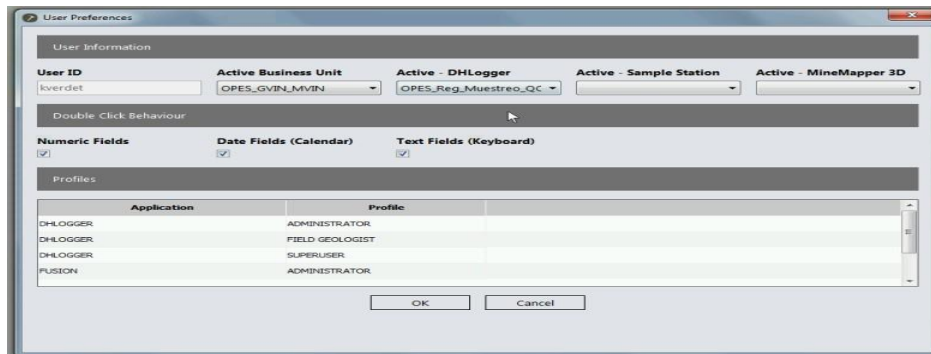 User Preferences
User Information
User ID Active Business Unit Active - DHLogger Active - Sample Station Active - MineMapper 3D
kverdet OPES_GVIN_MVIN OPES_Reg_Muestreo_QC
Double Click Behaviour
Numeric Fields Date Fields (Calendar) Text Fields (Keyboard)
Profiles
Application Profile
DHLOGGER ADMINISTRATOR
DHLOGGER FIELD GEOLOGIST
DHLOGGER SUPERUSER
FUSION ADMINISTRATOR
OK Cancel